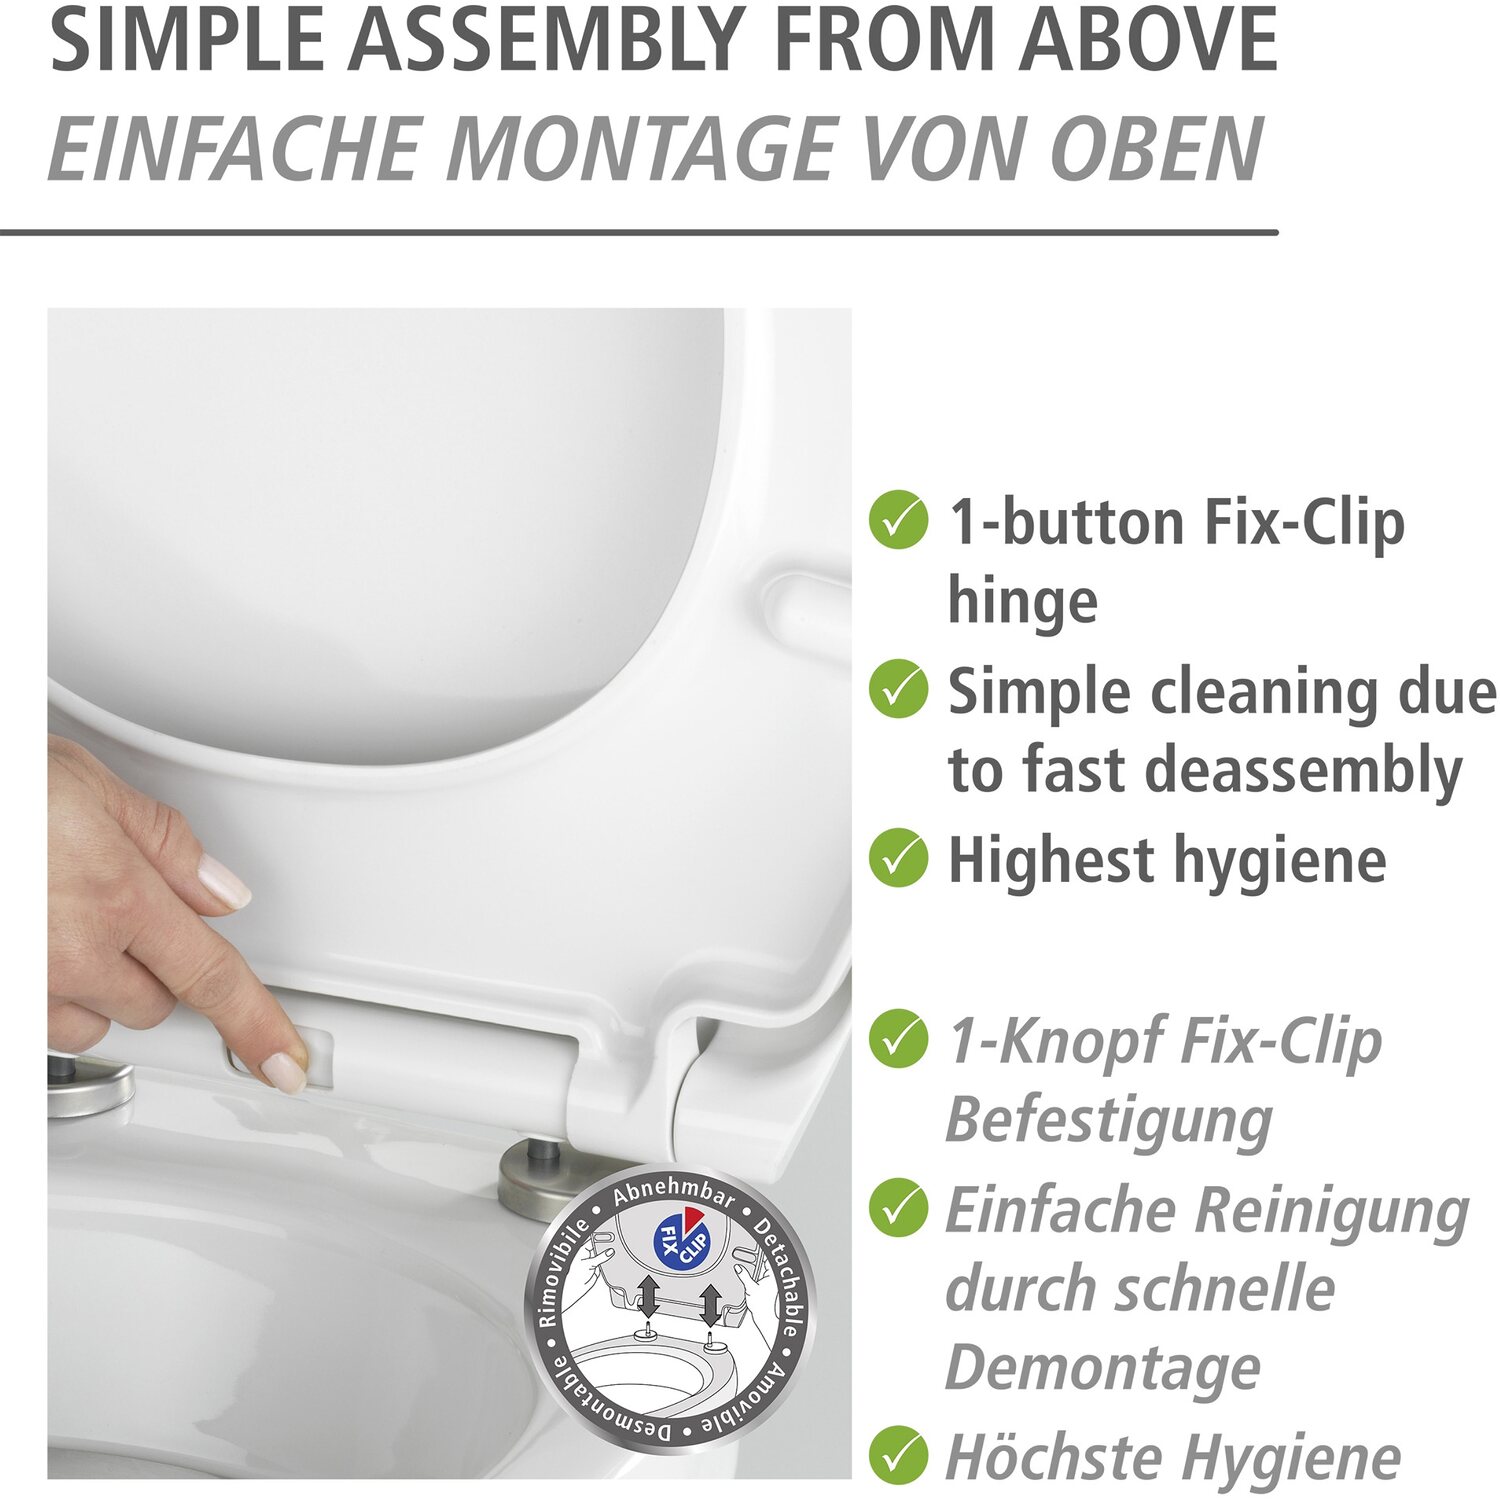 SIMPLE ASSEMBLY FROM ABOVE
EINFACHE MONTAGE VON OBEN
1-button Fix-Clip
hinge
Simple cleaning due
to fast deassembly
Highest hygiene
1-Knopf Fix-Clip
Befestigung
Einfache Reinigung
durch schnelle
Demontage
Höchste Hygiene
Abnehmbar • Detachable • Amovible • Desmontable • Rimovibile •
FIX
CLIP